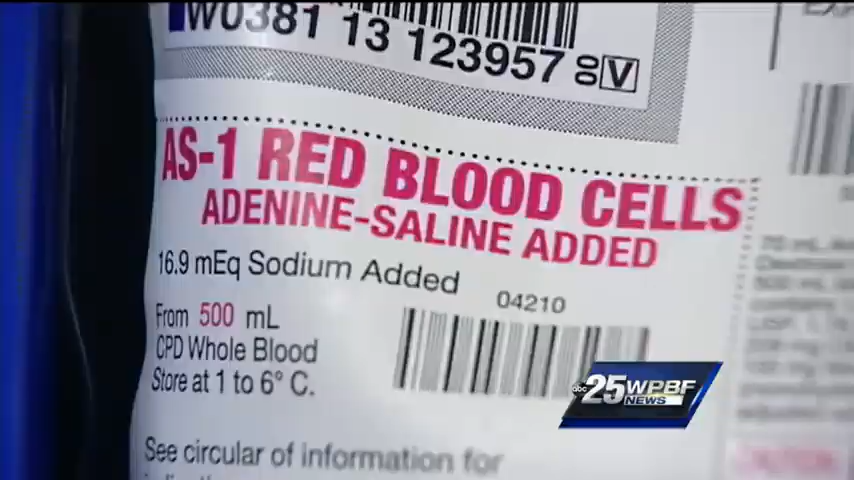 W0381 13 123957 00 V
AS-1 RED BLOOD CELLS
ADENINE-SALINE ADDED
16.9 mEq Sodium Added
04210
From 500 mL
CPD Whole Blood
Store at 1 to 6° C.
See circular of information for
abc 25 WPBF
NEWS